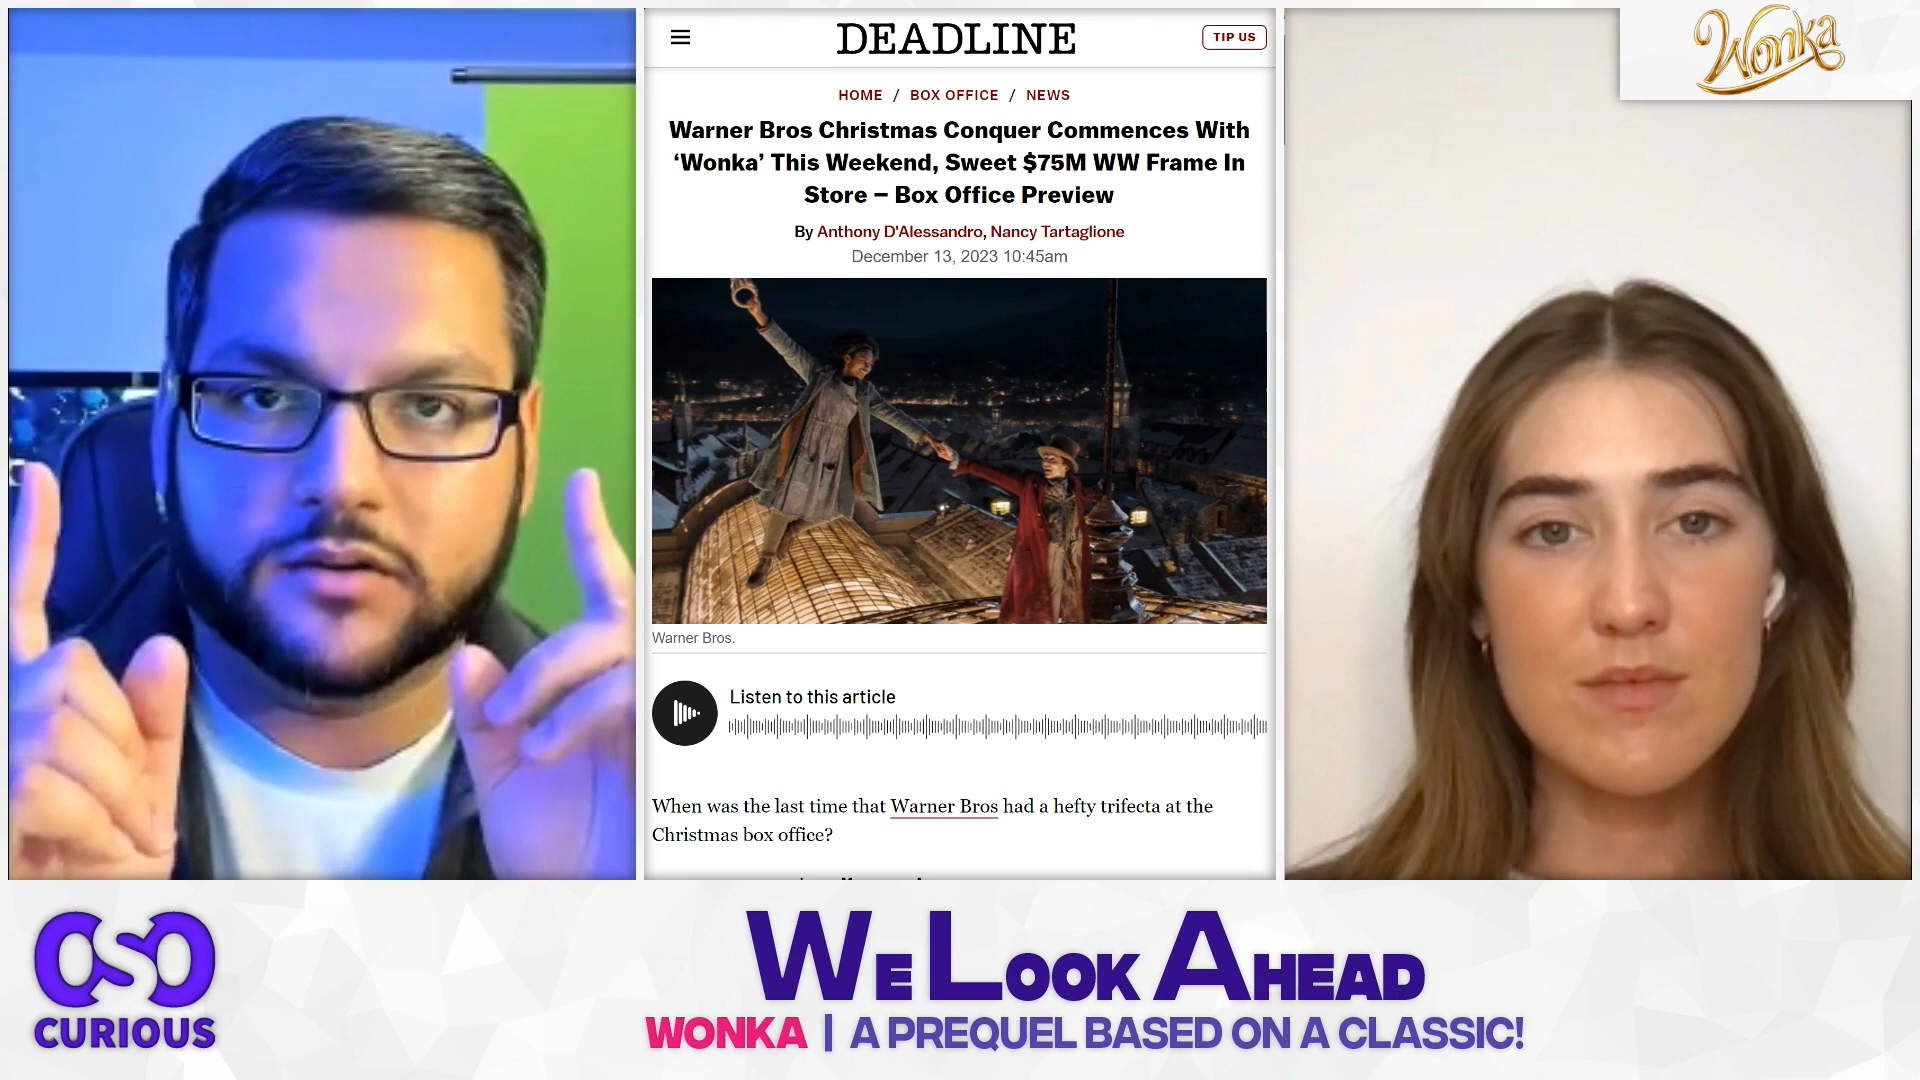 DEADLINE
TIP US
HOME / BOX OFFICE / NEWS
Warner Bros Christmas Conquer Commences With
‘Wonka’ This Weekend, Sweet $75M WW Frame In
Store – Box Office Preview
By Anthony D'Alessandro, Nancy Tartaglione
December 13, 2023 10:45am
Warner Bros.
Listen to this article
When was the last time that Warner Bros had a hefty trifecta at the
Christmas box office?
Wonka
OSO
CURIOUS
WE LOOK AHEAD
WONKA | A PREQUEL BASED ON A CLASSIC!